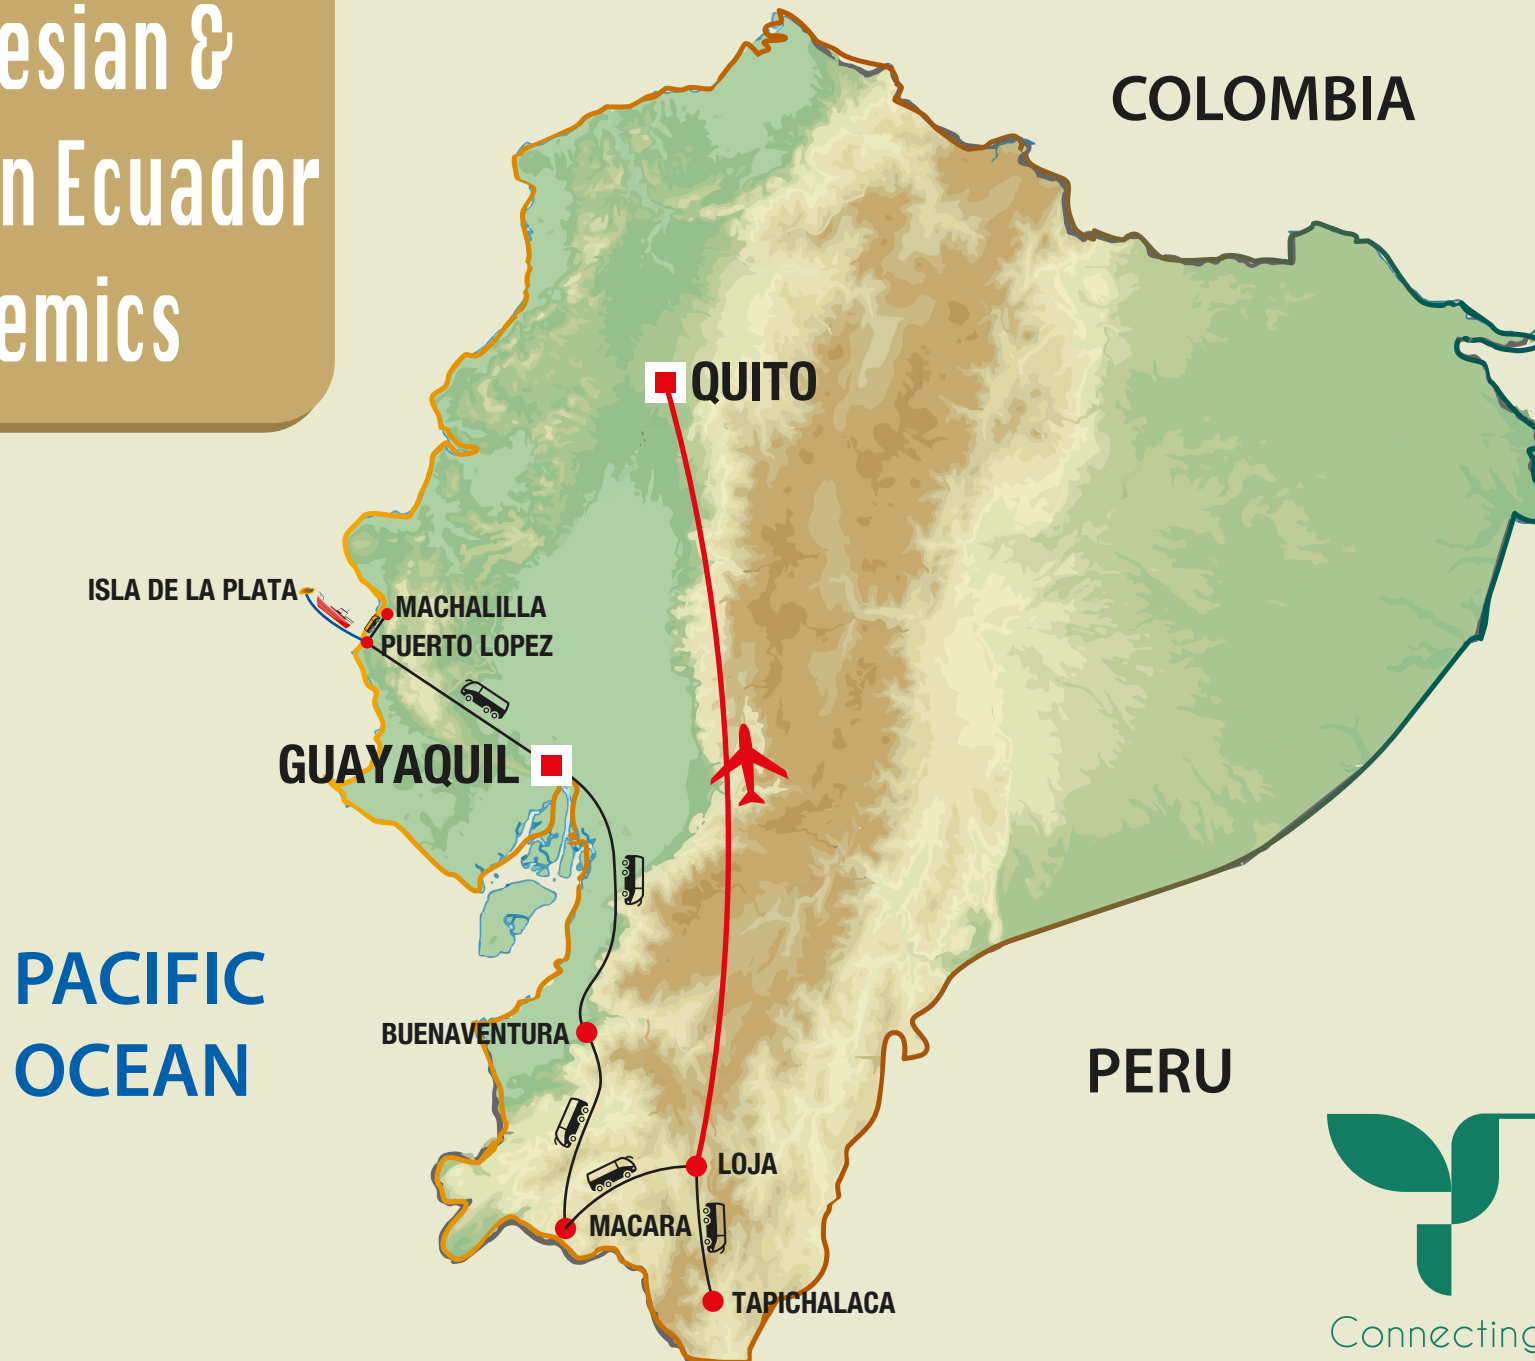 esian &
n Ecuador
emics
COLOMBIA
QUITO
ISLA DE LA PLATA
MACHALILLA
PUERTO LOPEZ
GUAYAQUIL
PACIFIC
OCEAN
BUENAVENTURA
PERU
LOJA
MACARA
TAPICHALACA
Connecting